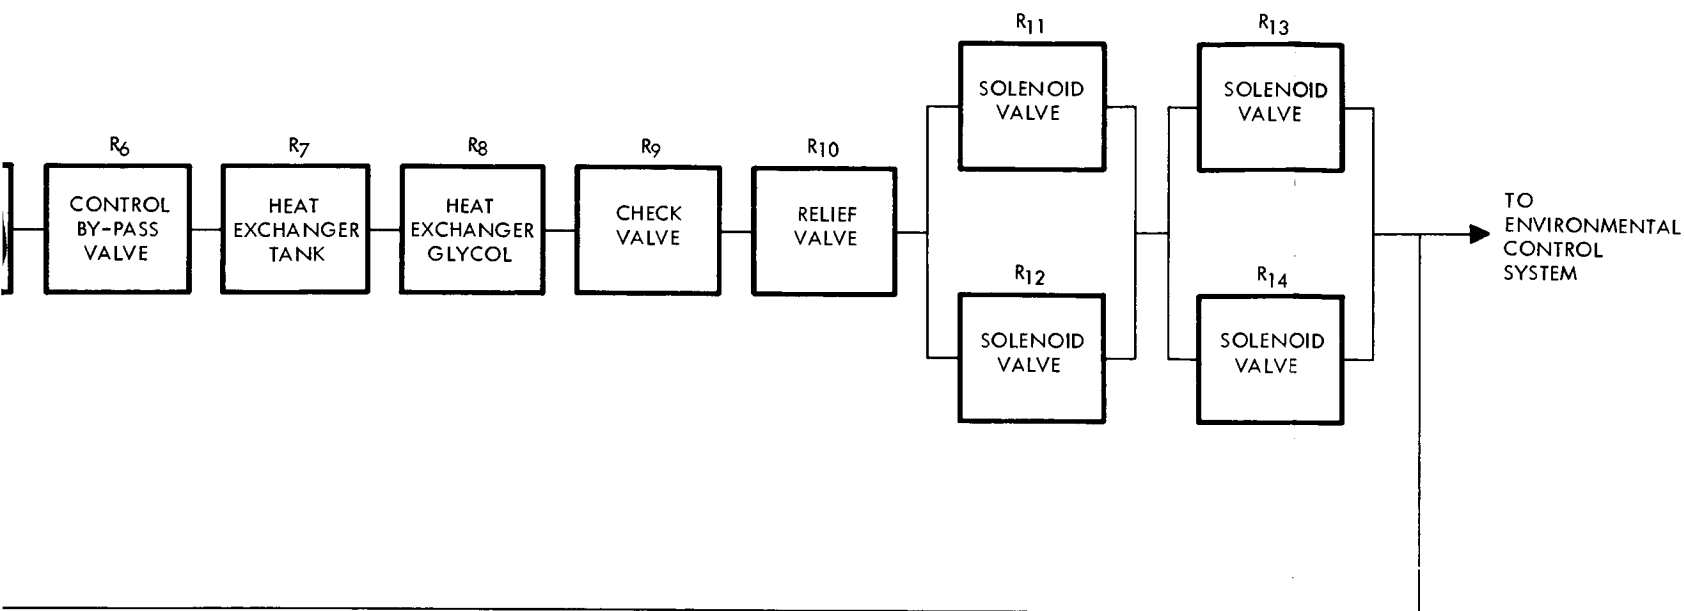 R11
R13
SOLENOID
VALVE
SOLENOID
VALVE
R6
R7
R8
R9
R10
CONTROL
BY-PASS
VALVE
HEAT
EXCHANGER
TANK
HEAT
EXCHANGER
GLYCOL
CHECK
VALVE
RELIEF
VALVE
TO
ENVIRONMENTAL
CONTROL
SYSTEM
R12
R14
SOLENOID
VALVE
SOLENOID
VALVE